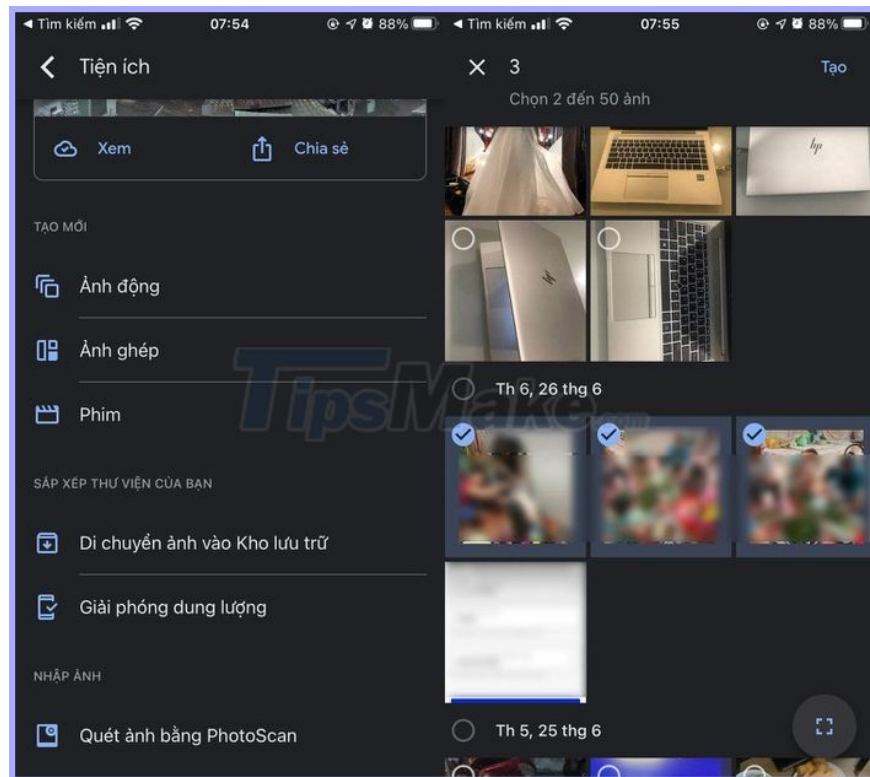 Tìm kiếm
07:54
88%
Tiện ích
Xem
Chia sẻ
TẠO MỚI
Ảnh động
Ảnh ghép
Phim
SẮP XẾP THƯ VIỆN CỦA BẠN
Di chuyển ảnh vào Kho lưu trữ
Giải phóng dung lượng
NHẬP ẢNH
Quét ảnh bằng PhotoScan
Tìm kiếm
07:55
88%
3
Tạo
Chọn 2 đến 50 ảnh
hp
Th 6, 26 thg 6
Th 5, 25 thg 6
TipsMake.com